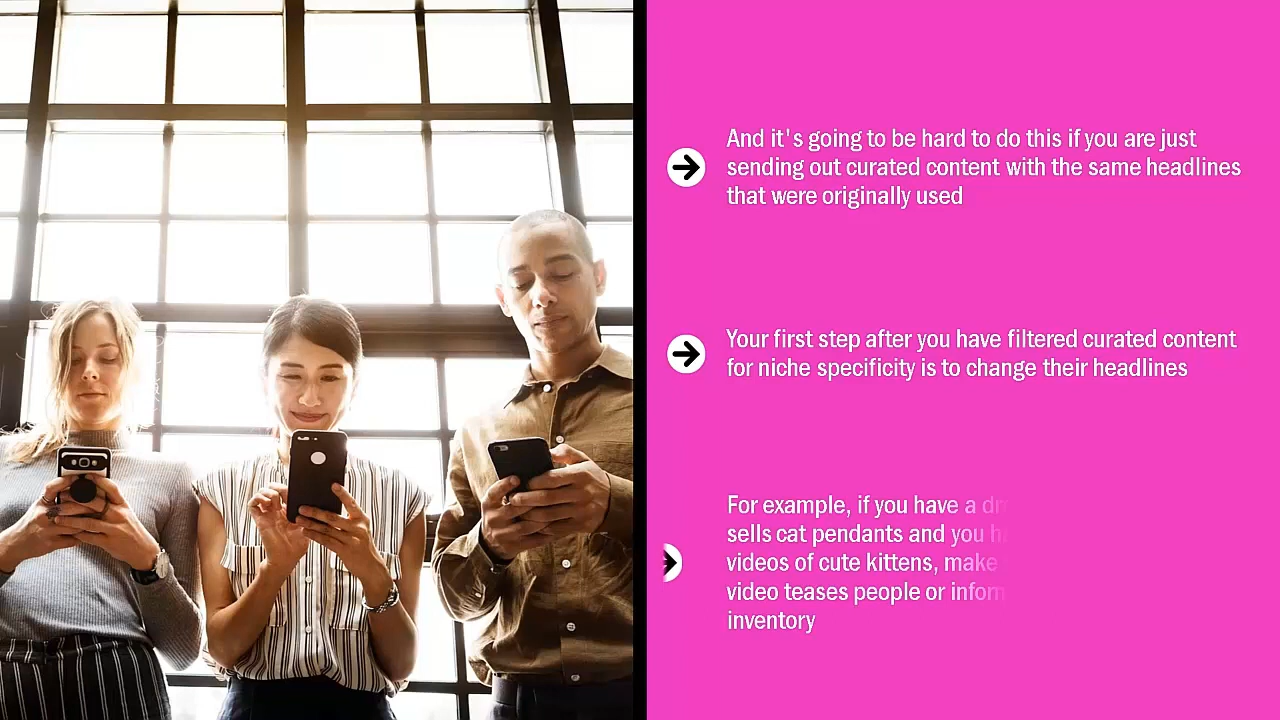 And it's going to be hard to do this if you are just
sending out curated content with the same headlines
that were originally used
Your first step after you have filtered curated content
for niche specificity is to change their headlines
For example, if you have a
sells cat pendants and you
videos of cute kittens, make
video teases people or
inventory